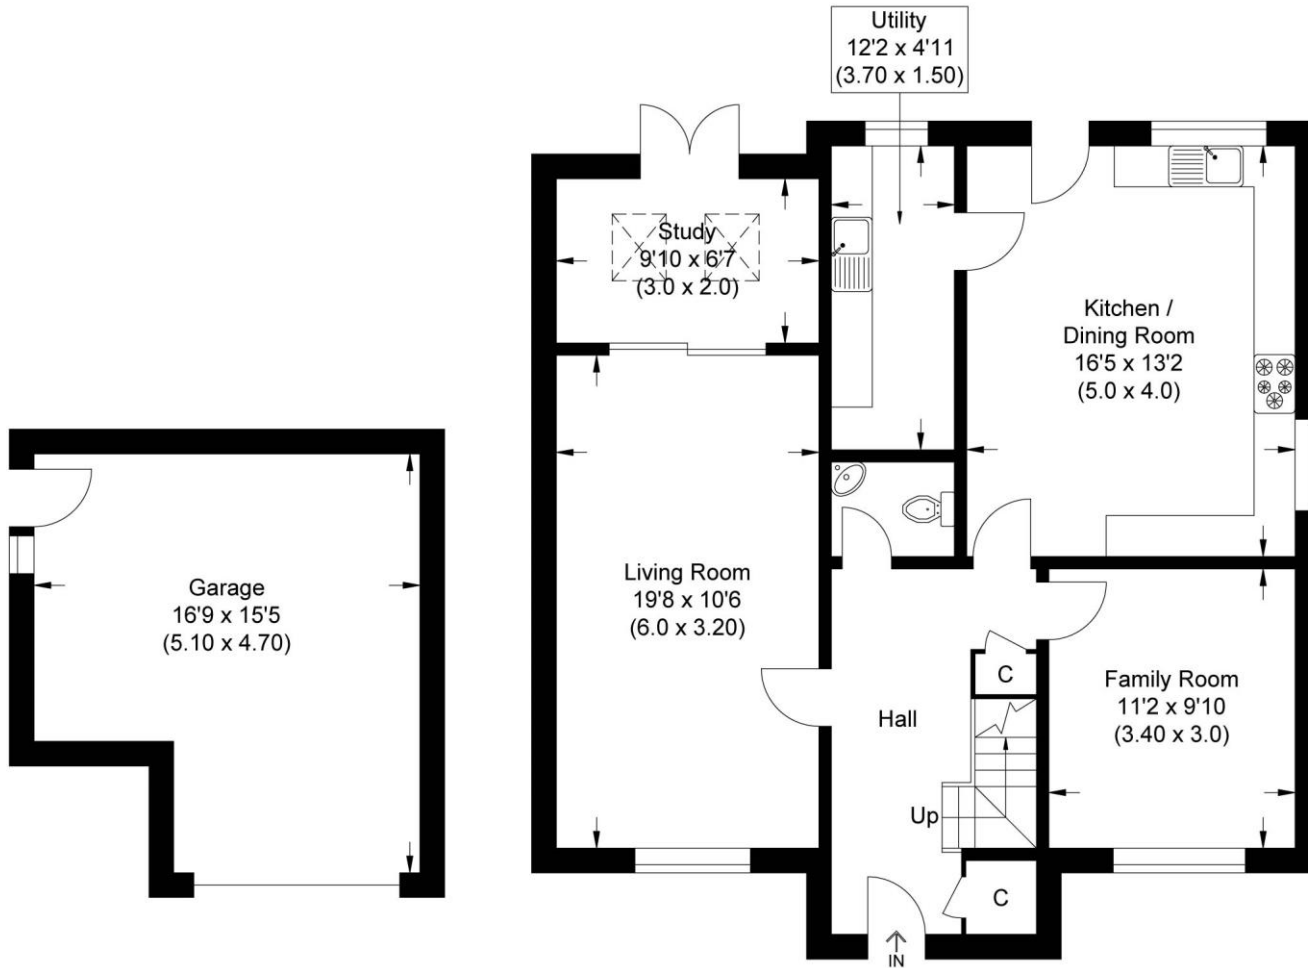 Utility
12'2 x 4'11
(3.70 x 1.50)
Study
9'10 x 6'7
(3.0 x 2.0)
Kitchen /
Dining Room
16'5 x 13'2
(5.0 x 4.0)
Garage
16'9 x 15'5
(5.10 x 4.70)
Living Room
19'8 x 10'6
(6.0 x 3.20)
Hall
C
Family Room
11'2 x 9'10
(3.40 x 3.0)
Up
C
IN